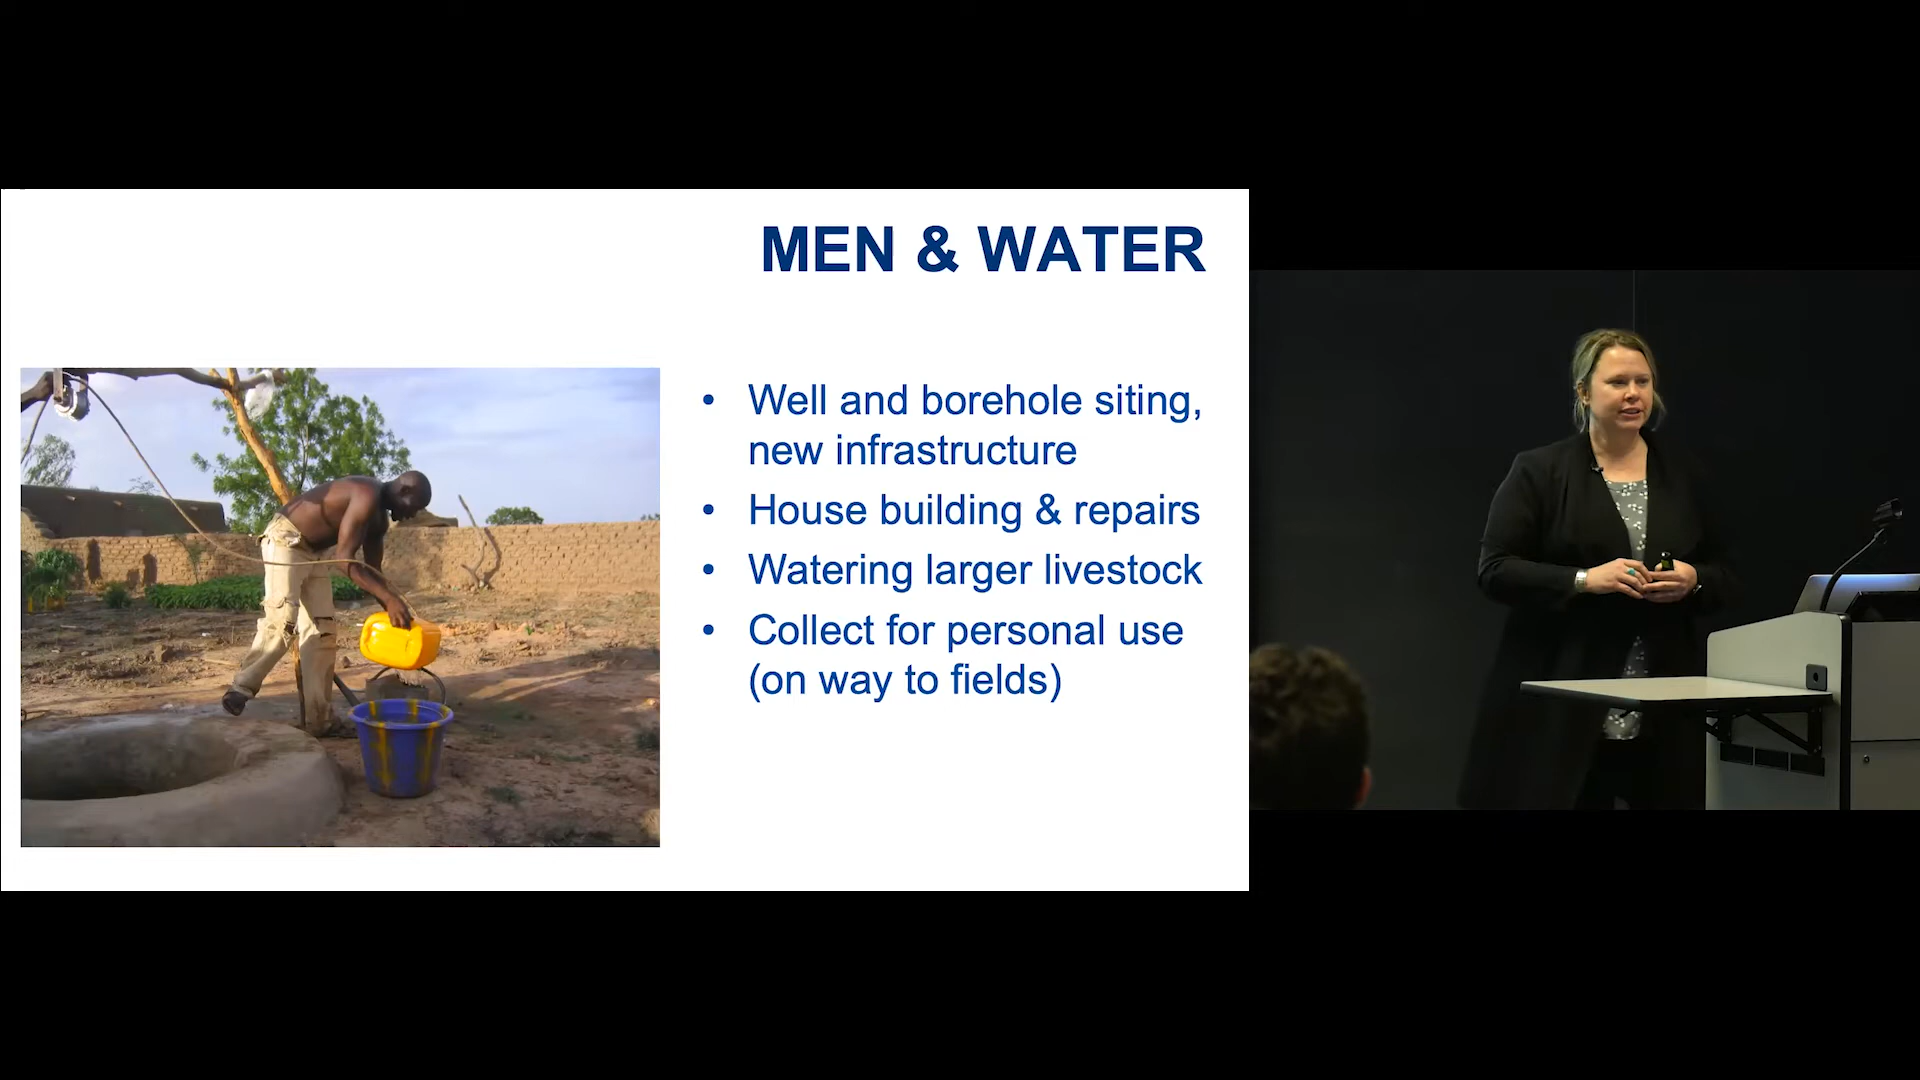 MEN & WATER
• Well and borehole siting,
new infrastructure
• House building & repairs
• Watering larger livestock
• Collect for personal use
(on way to fields)